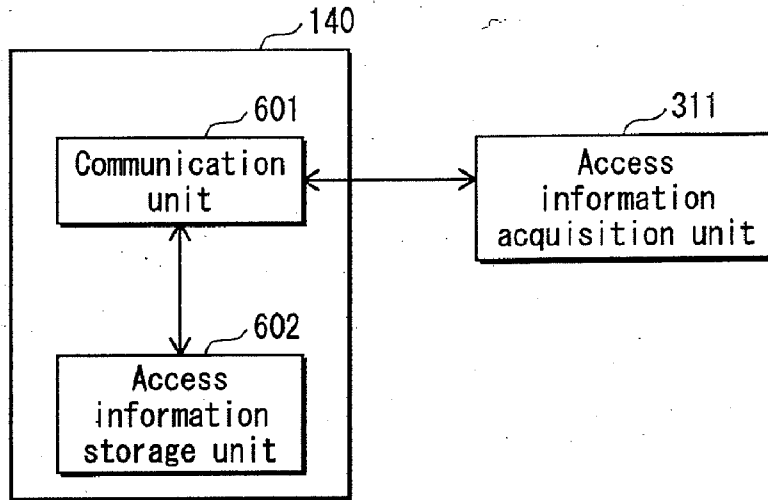 140
601
Communication
unit
311
Access
information
acquisition unit
602
Access
information
storage unit